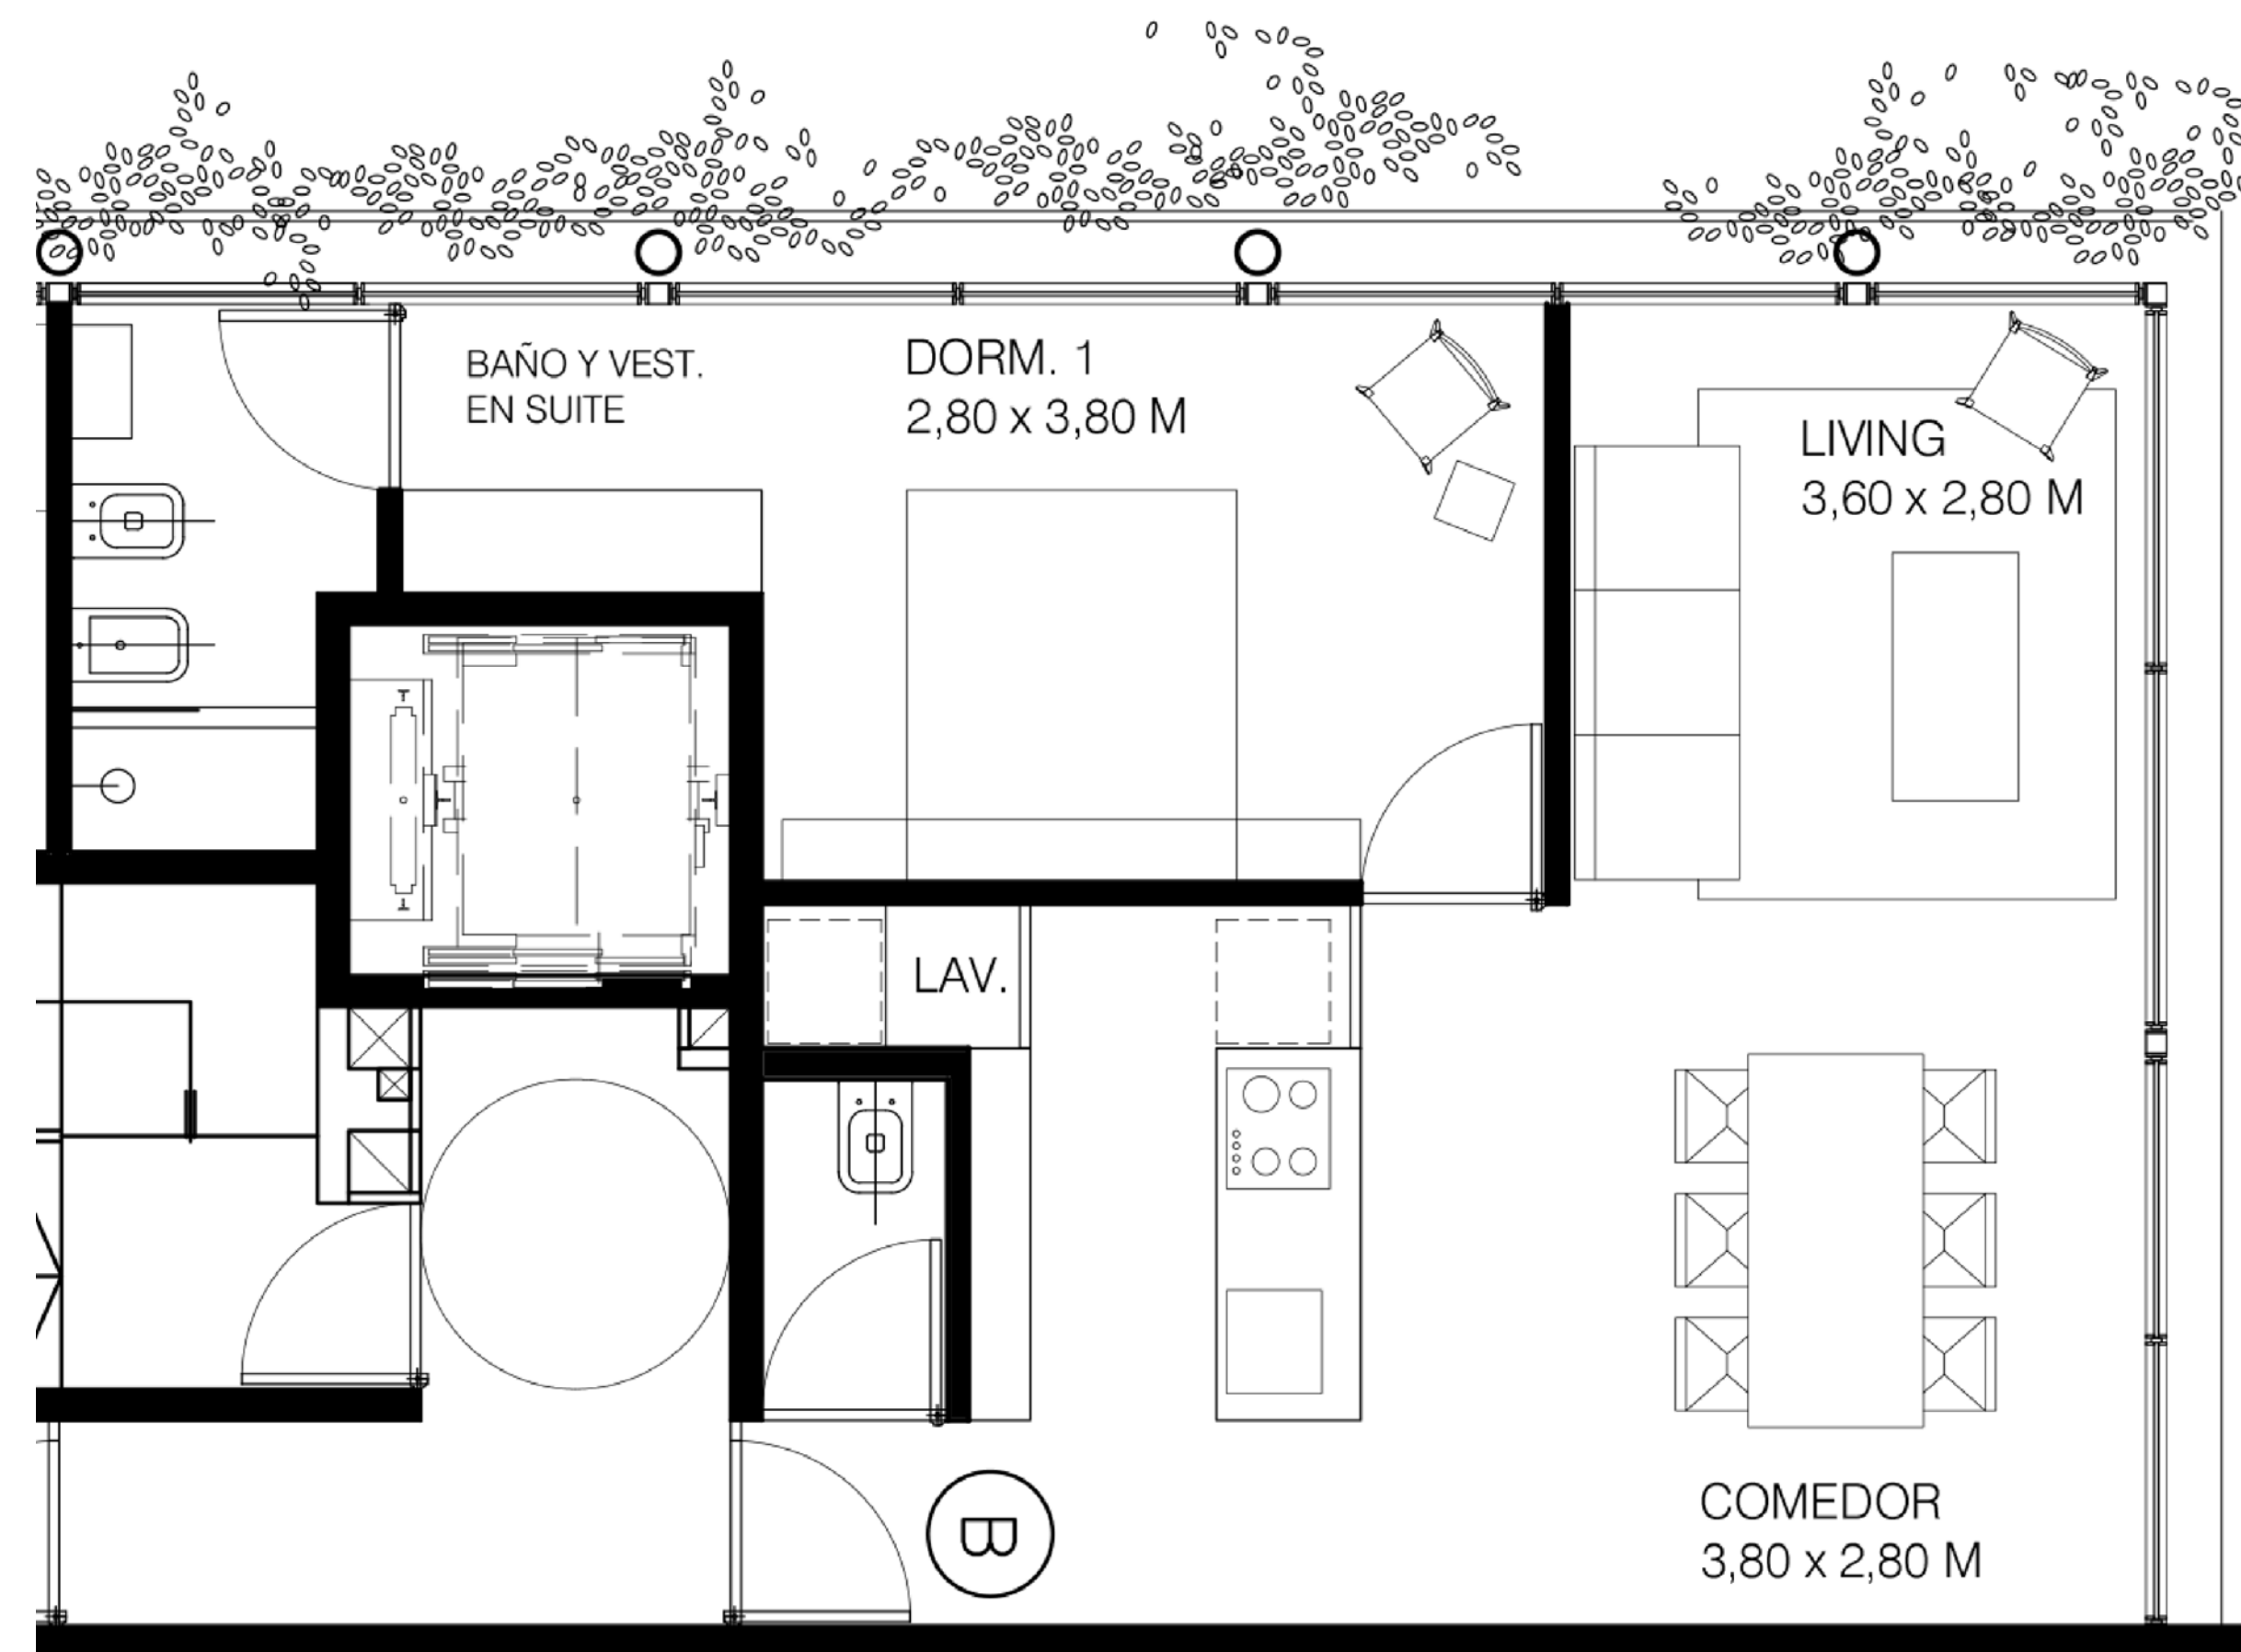 BAÑO Y VEST.
EN SUITE
DORM. 1
2,80 x 3,80 M
LIVING
3,60 x 2,80 M
LAV.
B
COMEDOR
3,80 x 2,80 M